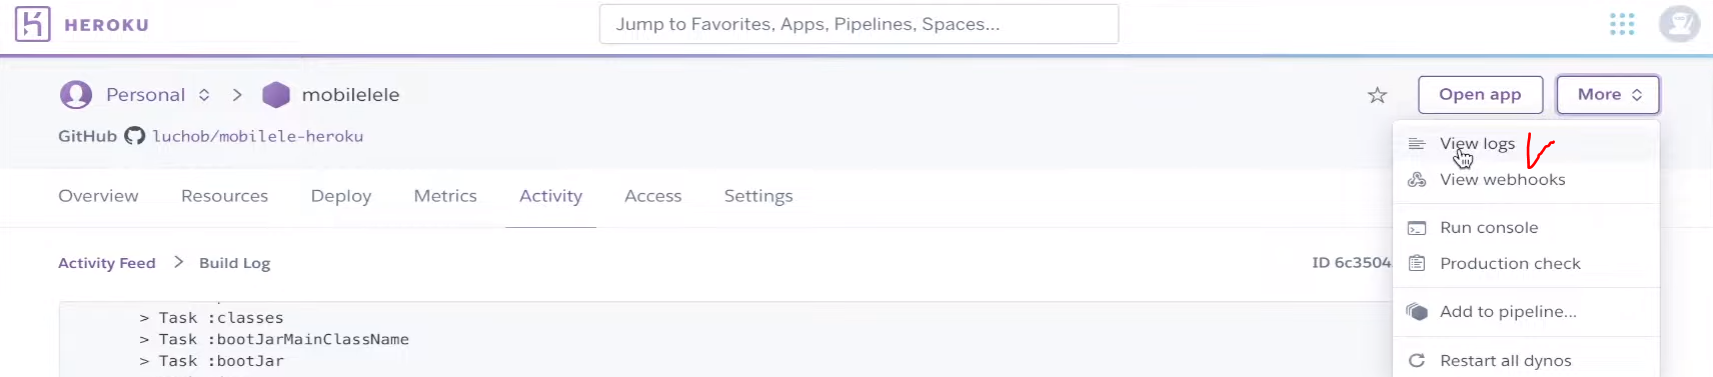 HEROKU
Jump to Favorites, Apps, Pipelines, Spaces...
Personal > mobilelele
Open app
More
GitHub luchob/mobilelele-heroku
View logs
View webhooks
Run console
Production check
Add to pipeline...
Restart all dynos
Overview Resources Deploy Metrics Activity Access Settings
Activity Feed > Build Log
ID 6c3504
> Task :classes
> Task :bootJarMainClassName
> Task :bootJar